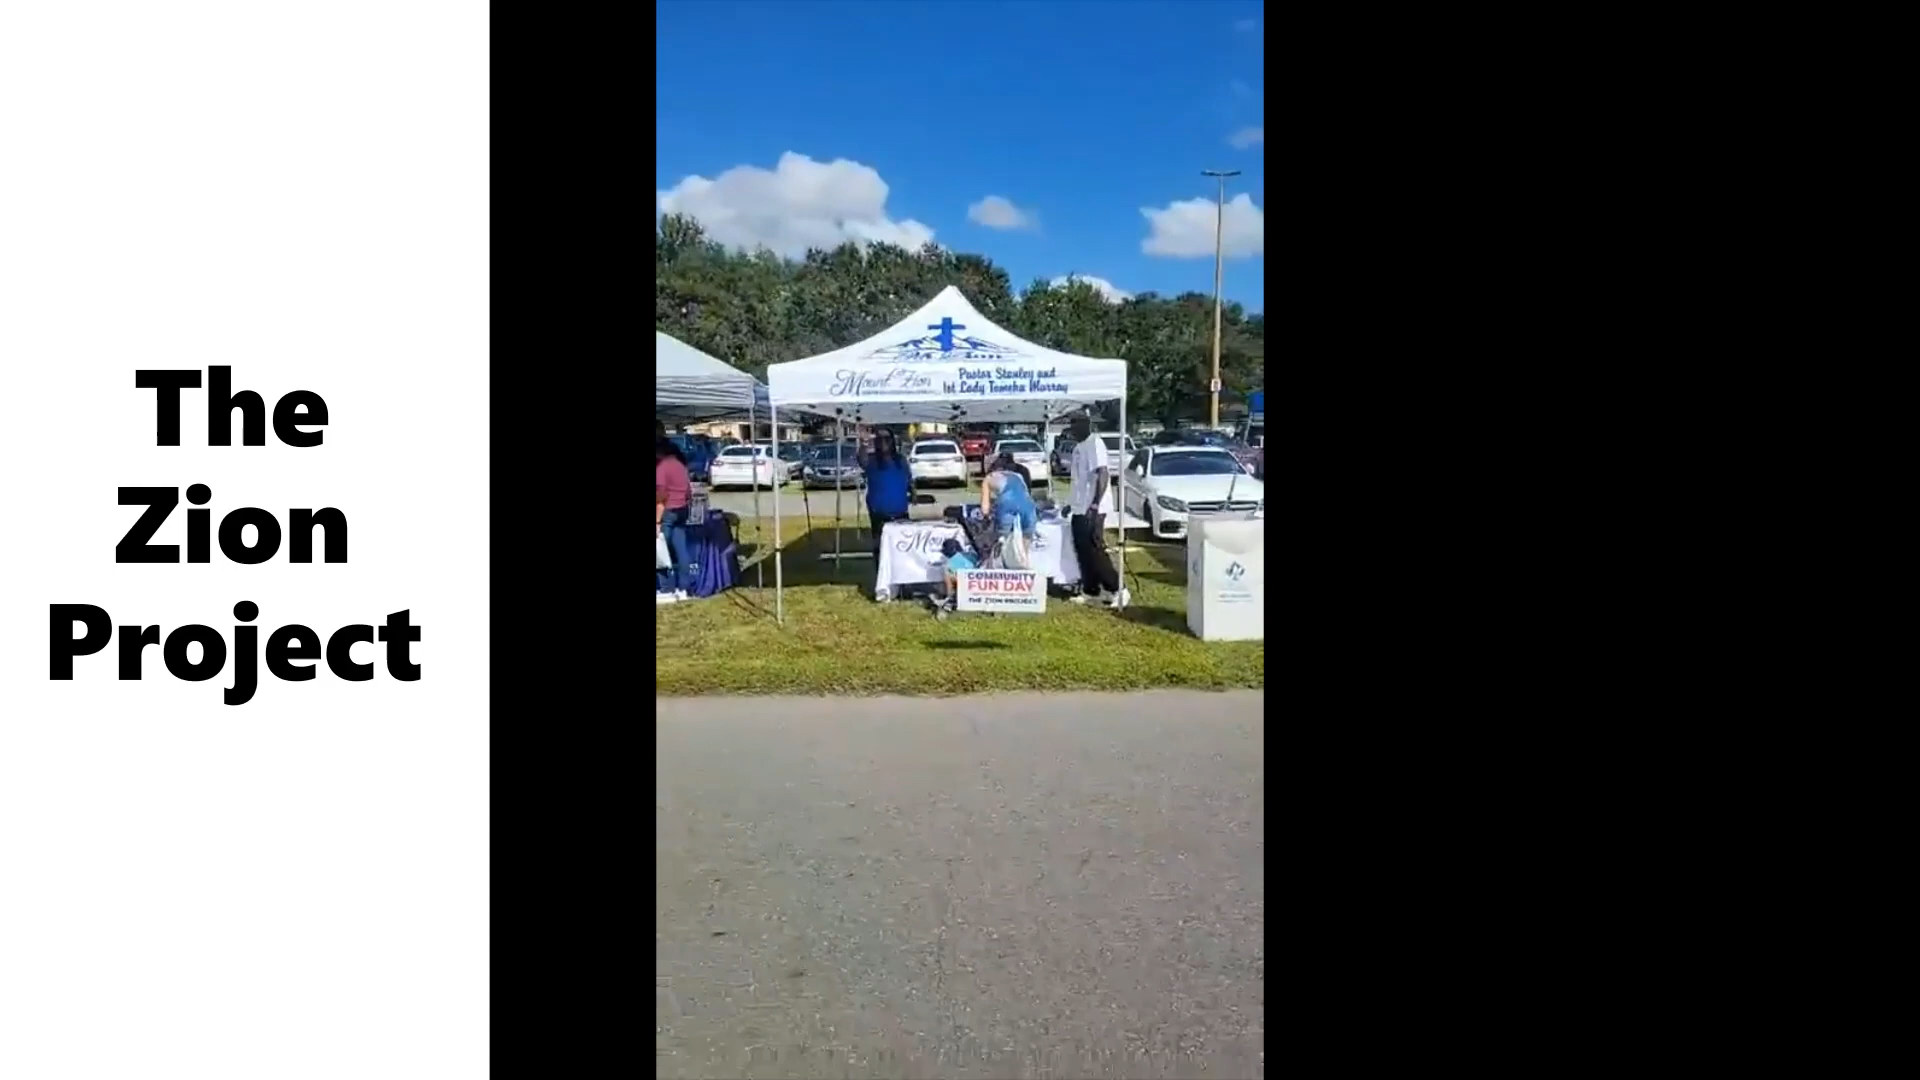 The
Zion
Project
Mount Zion
Pastor Stanley and
1st Lady Tameka Murray
COMMUNITY
FUN DAY
THE ZION PROJECT